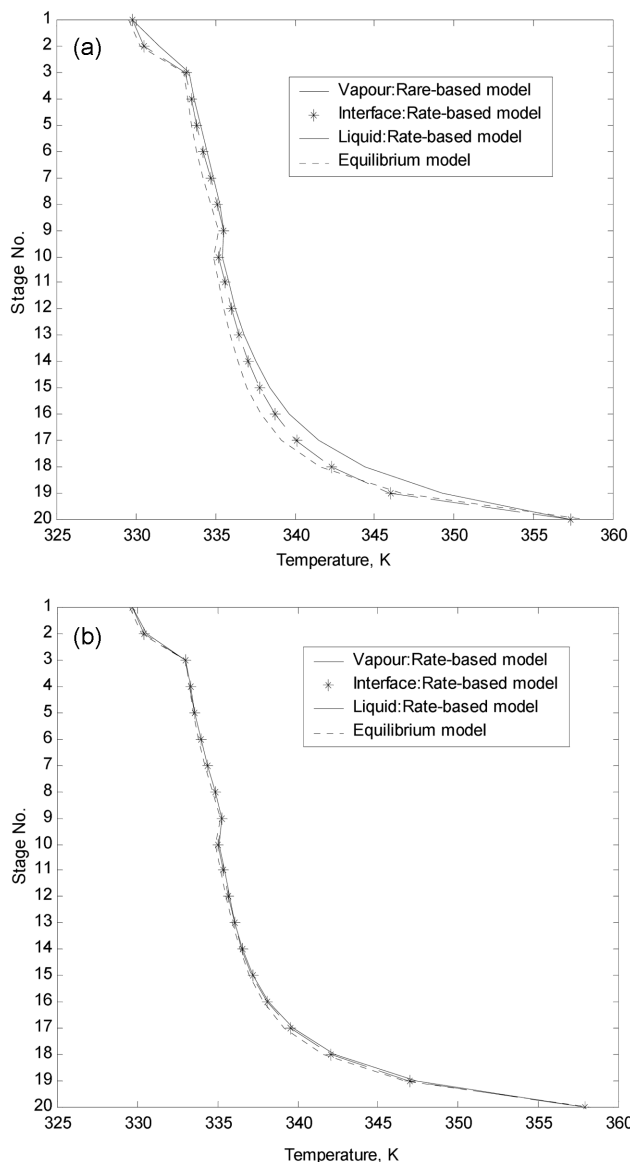 (a)
Vapour:Rare-based model
Interface:Rate-based model
Liquid:Rate-based model
Equilibrium model
Stage No.
1
2
3
4
5
6
7
8
9
10
11
12
13
14
15
16
17
18
19
20
325 330 335 340 345 350 355 360
Temperature, K
(b)
Vapour:Rate-based model
Interface:Rate-based model
Liquid:Rate-based model
Equilibrium model
Stage No.
1
2
3
4
5
6
7
8
9
10
11
12
13
14
15
16
17
18
19
20
325 330 335 340 345 350 355 360
Temperature, K